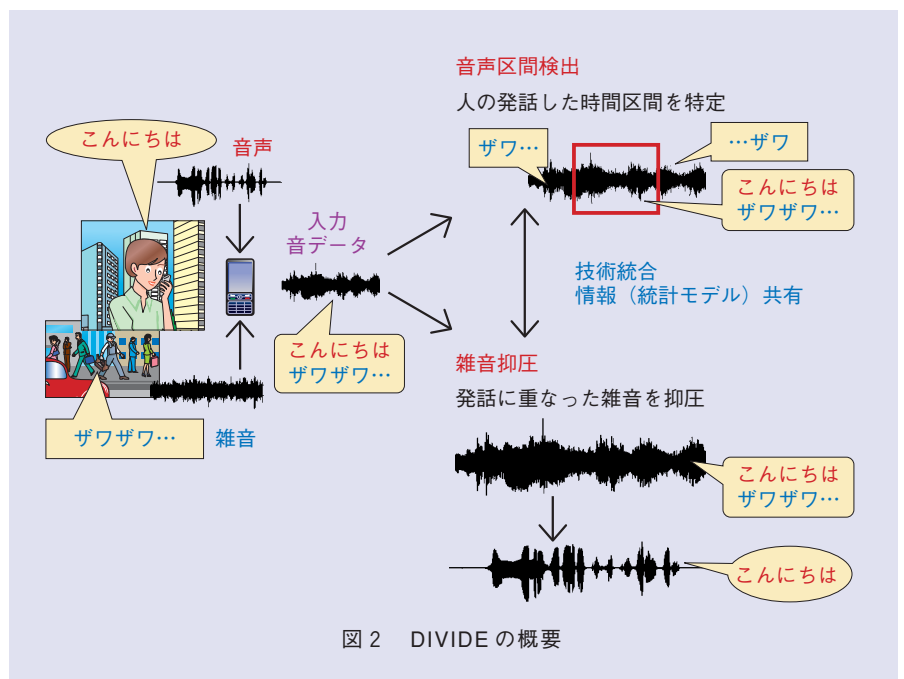 音声区間検出
人の発話した時間区間を特定
こんにちは
音声
ザワ…
…ザワ
こんにちは
ザワザワ…
入力
音データ
技術統合
情報（統計モデル）共有
こんにちは
ザワザワ…
雑音抑圧
発話に重なった雑音を抑圧
ザワザワ…
雑音
こんにちは
ザワザワ…
こんにちは
図 2　DIVIDE の概要